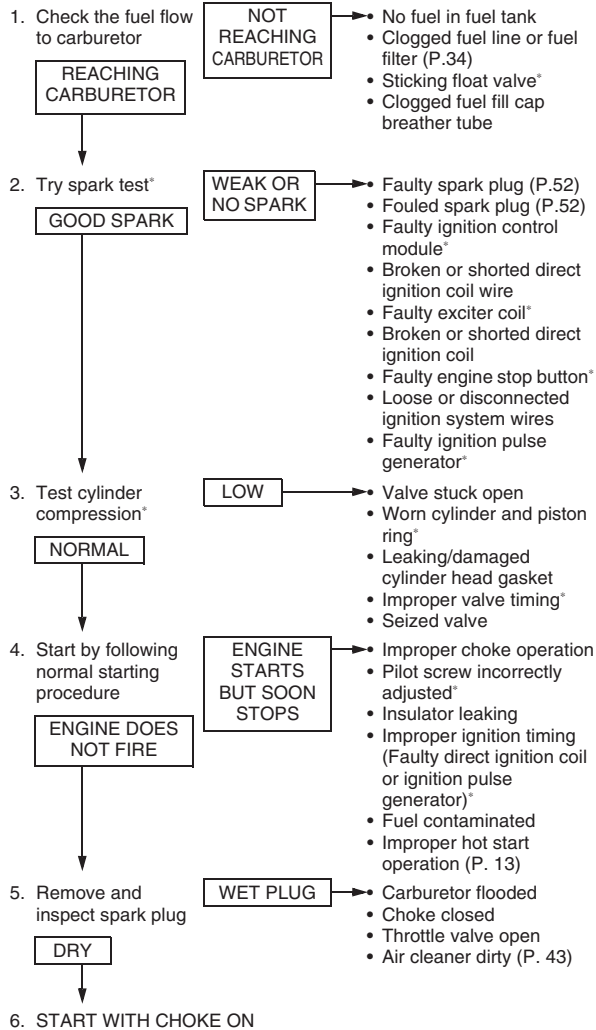 1. Check the fuel flow
to carburetor
REACHING
CARBURETOR
NOT
REACHING
CARBURETOR
• No fuel in fuel tank
• Clogged fuel line or fuel
filter (P.34)
• Sticking float valve*
• Clogged fuel fill cap
breather tube
2. Try spark test*
GOOD SPARK
WEAK OR
NO SPARK
• Faulty spark plug (P.52)
• Fouled spark plug (P.52)
• Faulty ignition control
module*
• Broken or shorted direct
ignition coil wire
• Faulty exciter coil*
• Broken or shorted direct
ignition coil
• Faulty engine stop button*
• Loose or disconnected
ignition system wires
• Faulty ignition pulse
generator*
3. Test cylinder
compression*
NORMAL
LOW
• Valve stuck open
• Worn cylinder and piston
ring*
• Leaking/damaged
cylinder head gasket
• Improper valve timing*
• Seized valve
4. Start by following
normal starting
procedure
ENGINE DOES
NOT FIRE
ENGINE
STARTS
BUT SOON
STOPS
• Improper choke operation
• Pilot screw incorrectly
adjusted*
• Insulator leaking
• Improper ignition timing
(Faulty direct ignition coil
or ignition pulse
generator)*
• Fuel contaminated
• Improper hot start
operation (P. 13)
5. Remove and
inspect spark plug
DRY
WET PLUG
• Carburetor flooded
• Choke closed
• Throttle valve open
• Air cleaner dirty (P. 43)
6. START WITH CHOKE ON